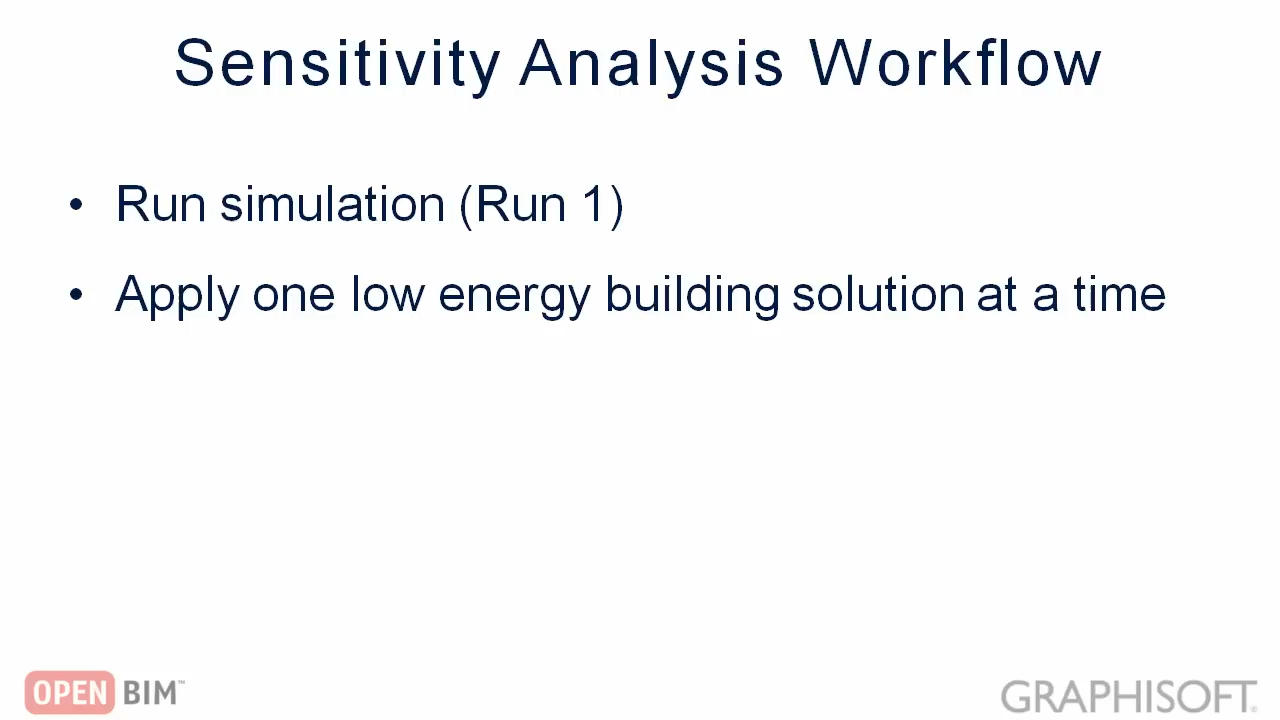 Sensitivity Analysis Workflow
• Run simulation (Run 1)
• Apply one low energy building solution at a time
OPEN BIM™ GRAPHISOFT®